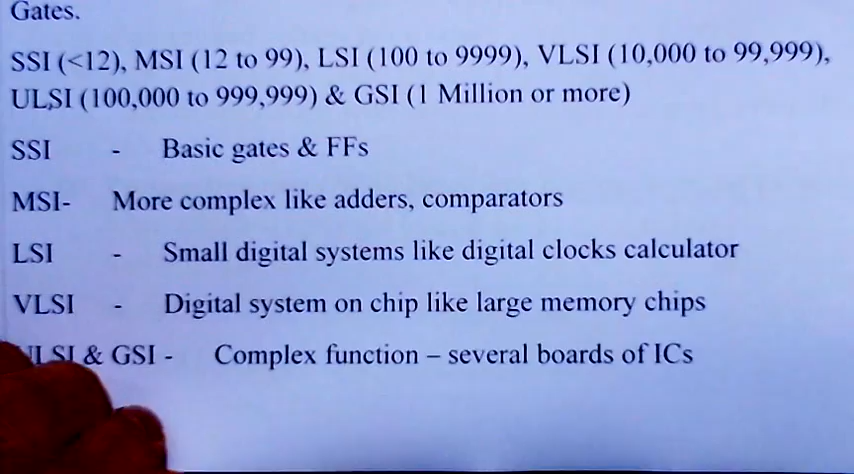 Gates.
SSI (<12), MSI (12 to 99), LSI (100 to 9999), VLSI (10,000 to 99,999),
ULSI (100,000 to 999,999) & GSI (1 Million or more)
SSI - Basic gates & FFs
MSI- More complex like adders, comparators
LSI - Small digital systems like digital clocks calculator
VLSI - Digital system on chip like large memory chips
ULSI & GSI - Complex function – several boards of ICs